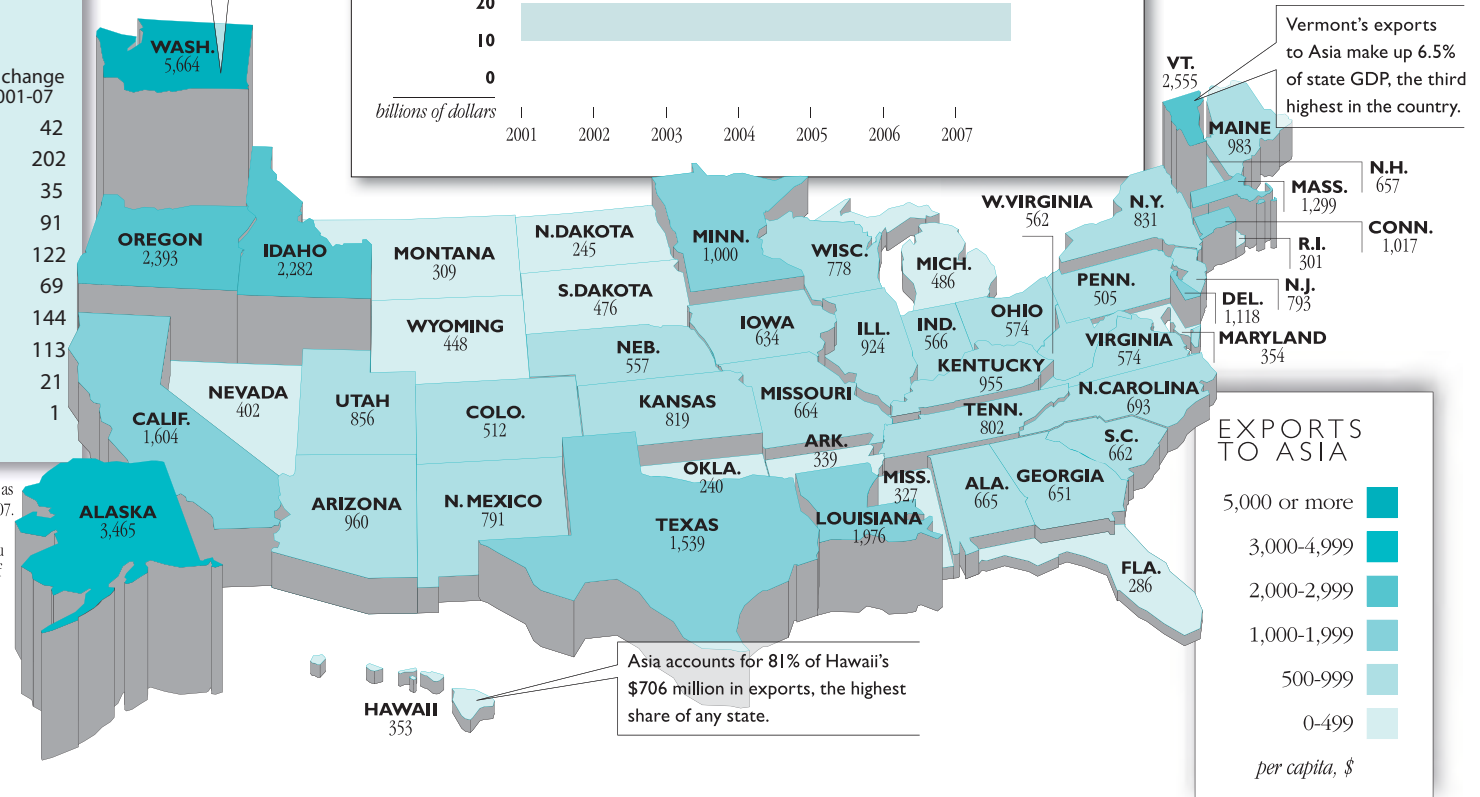 change
001-07
42
202
35
91
122
69
144
113
21
1
as
07.
20
10
0
billions of dollars
2001 2002 2003 2004 2005 2006 2007
Vermont's exports
to Asia make up 6.5%
of state GDP, the third
highest in the country.
WASH.
5,664
OREGON
2,393
IDAHO
2,282
MONTANA
309
N.DAKOTA
245
S.DAKOTA
476
WYOMING
448
NEB.
557
MINN.
1,000
WISC.
778
MICH.
486
IOWA
634
ILL.
924
IND.
566
OHIO
574
W.VIRGINIA
562
N.Y.
831
PENN.
505
VT.
2,555
MAINE
983
N.H.
657
MASS.
1,299
CONN.
1,017
R.I.
301
N.J.
793
DEL.
1,118
MARYLAND
354
VIRGINIA
574
KENTUCKY
955
N.CAROLINA
693
TENN.
802
S.C.
662
GEORGIA
651
ALA.
665
MISS.
327
FLA.
286
NEVADA
402
UTAH
856
COLO.
512
KANSAS
819
MISSOURI
664
ARK.
339
OKLA.
240
CALIF.
1,604
ARIZONA
960
N. MEXICO
791
TEXAS
1,539
LOUISIANA
1,976
ALASKA
3,465
HAWAII
353
Asia accounts for 81% of Hawaii's
$706 million in exports, the highest
share of any state.
EXPORTS
TO ASIA
5,000 or more
3,000-4,999
2,000-2,999
1,000-1,999
500-999
0-499
per capita, $